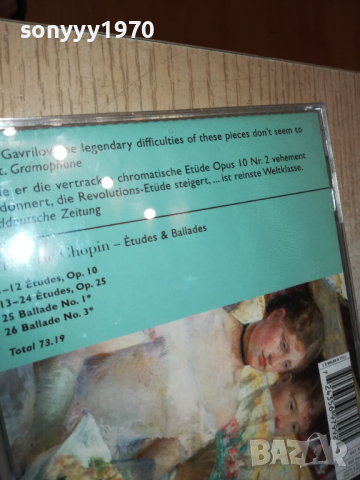 sonyyy1970
Gavrilov the legendary difficulties of these pieces don't seem to
Gramophone
er die vertrackte chromatische Etüde Opus 10 Nr. 2 vehement
donnert, die Revolutions-Etüde steigert, ... ist reinste Weltklasse.
ddeutsche Zeitung
Chopin – Études & Ballades
–12 Études, Op. 10
13–24 Études, Op. 25
25 Ballade No. 1*
26 Ballade No. 3*
Total 73.19
BAZAR.BG